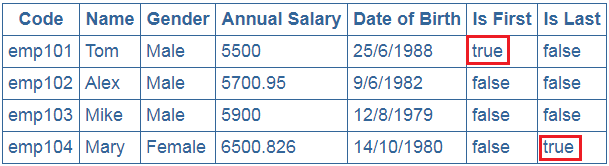 Code Name Gender Annual Salary Date of Birth Is First Is Last
emp101 Tom Male 5500 25/6/1988 true false
emp102 Alex Male 5700.95 9/6/1982 false false
emp103 Mike Male 5900 12/8/1979 false false
emp104 Mary Female 6500.826 14/10/1980 false true